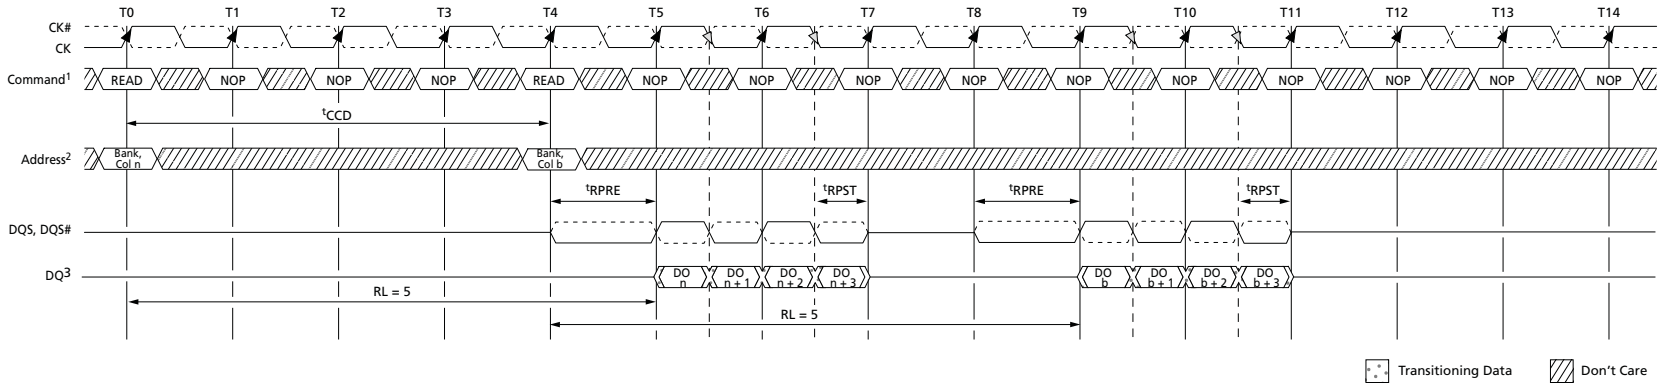 T0 T1 T2 T3 T4 T5 T6 T7 T8 T9 T10 T11 T12 T13 T14
CK#
CK
Command1 READ NOP NOP NOP READ NOP NOP NOP NOP NOP NOP NOP NOP NOP NOP
tCCD
Address2 Bank, Col n Bank, Col b
tRPRE tRPST tRPRE tRPST
DQS, DQS#
DQ3 DO n DO n + 1 DO n + 2 DO n + 3 DO b DO b + 1 DO b + 2 DO b + 3
RL = 5
RL = 5
Transitioning Data Don't Care